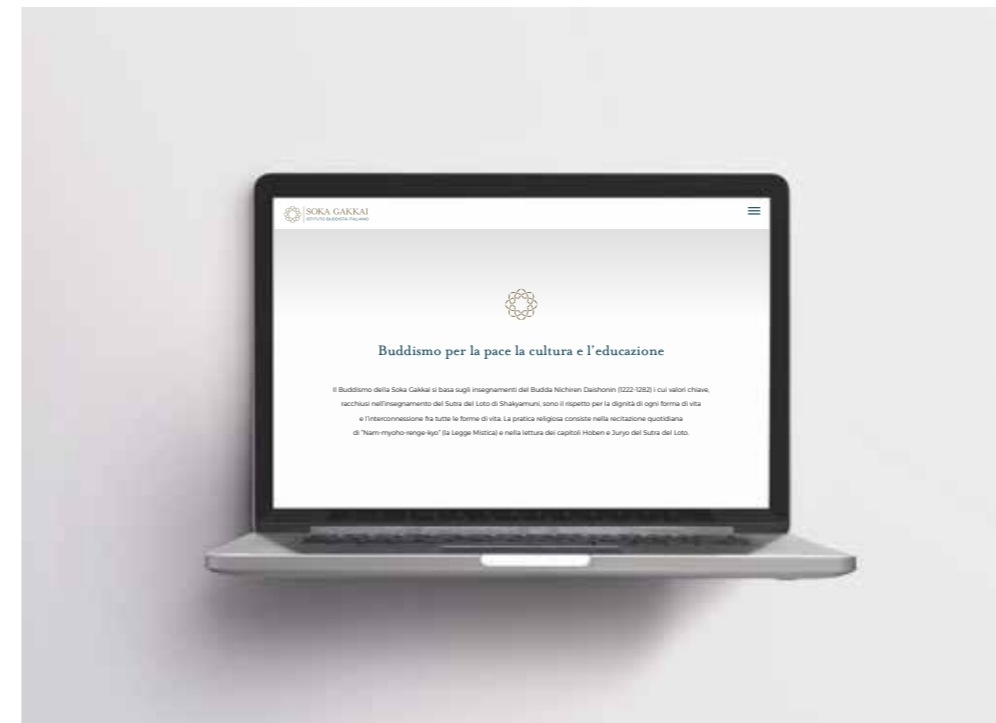 SOKA GAKKAI
ISTITUTO BUDDISTA ITALIANO
Buddismo per la pace la cultura e l'educazione
Il Buddismo della Soka Gakkai si basa sugli insegnamenti del Budda Nichiren Daishonin (1222-1282) i cui valori chiave,
racchiusi nell'insegnamento del Sutra del Loto di Shakyamuni, sono il rispetto per la dignità di ogni forma di vita
e l'interconnessione fra tutte le forme di vita. La pratica religiosa consiste nella recitazione quotidiana
di "Nam-myoho-renge-kyo" (la Legge Mistica) e nella lettura dei capitoli Hoben e Juryo del Sutra del Loto.